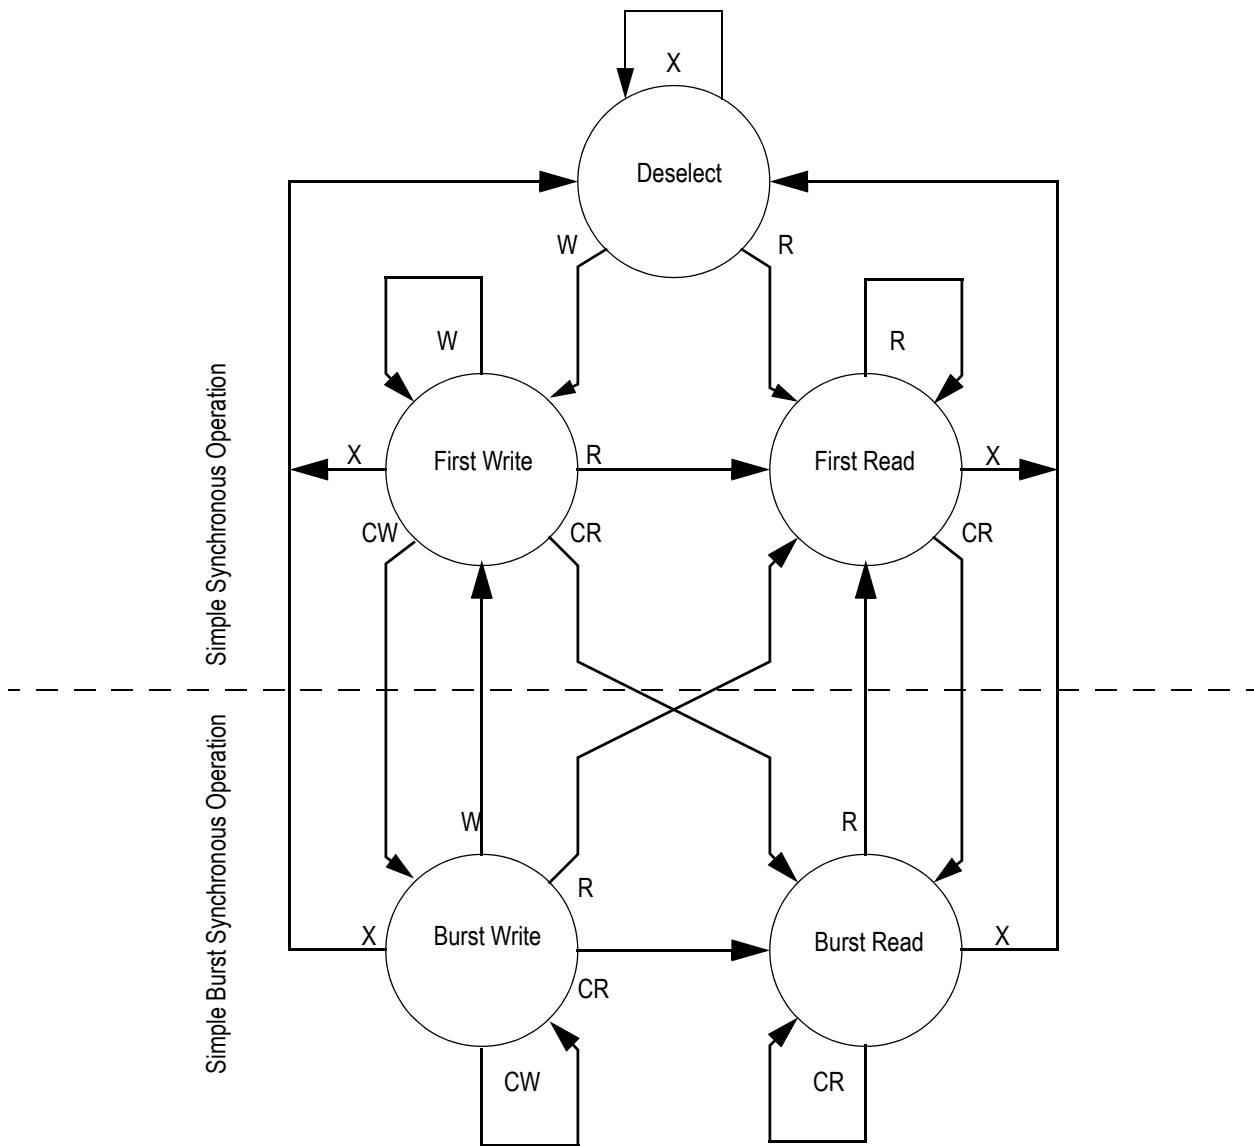 X
Deselect
W
R
W
R
Simple Synchronous Operation
X
First Write
R
First Read
X
CW
CR
CR
Simple Burst Synchronous Operation
W
R
R
X
Burst Write
Burst Read
X
CR
CW
CR